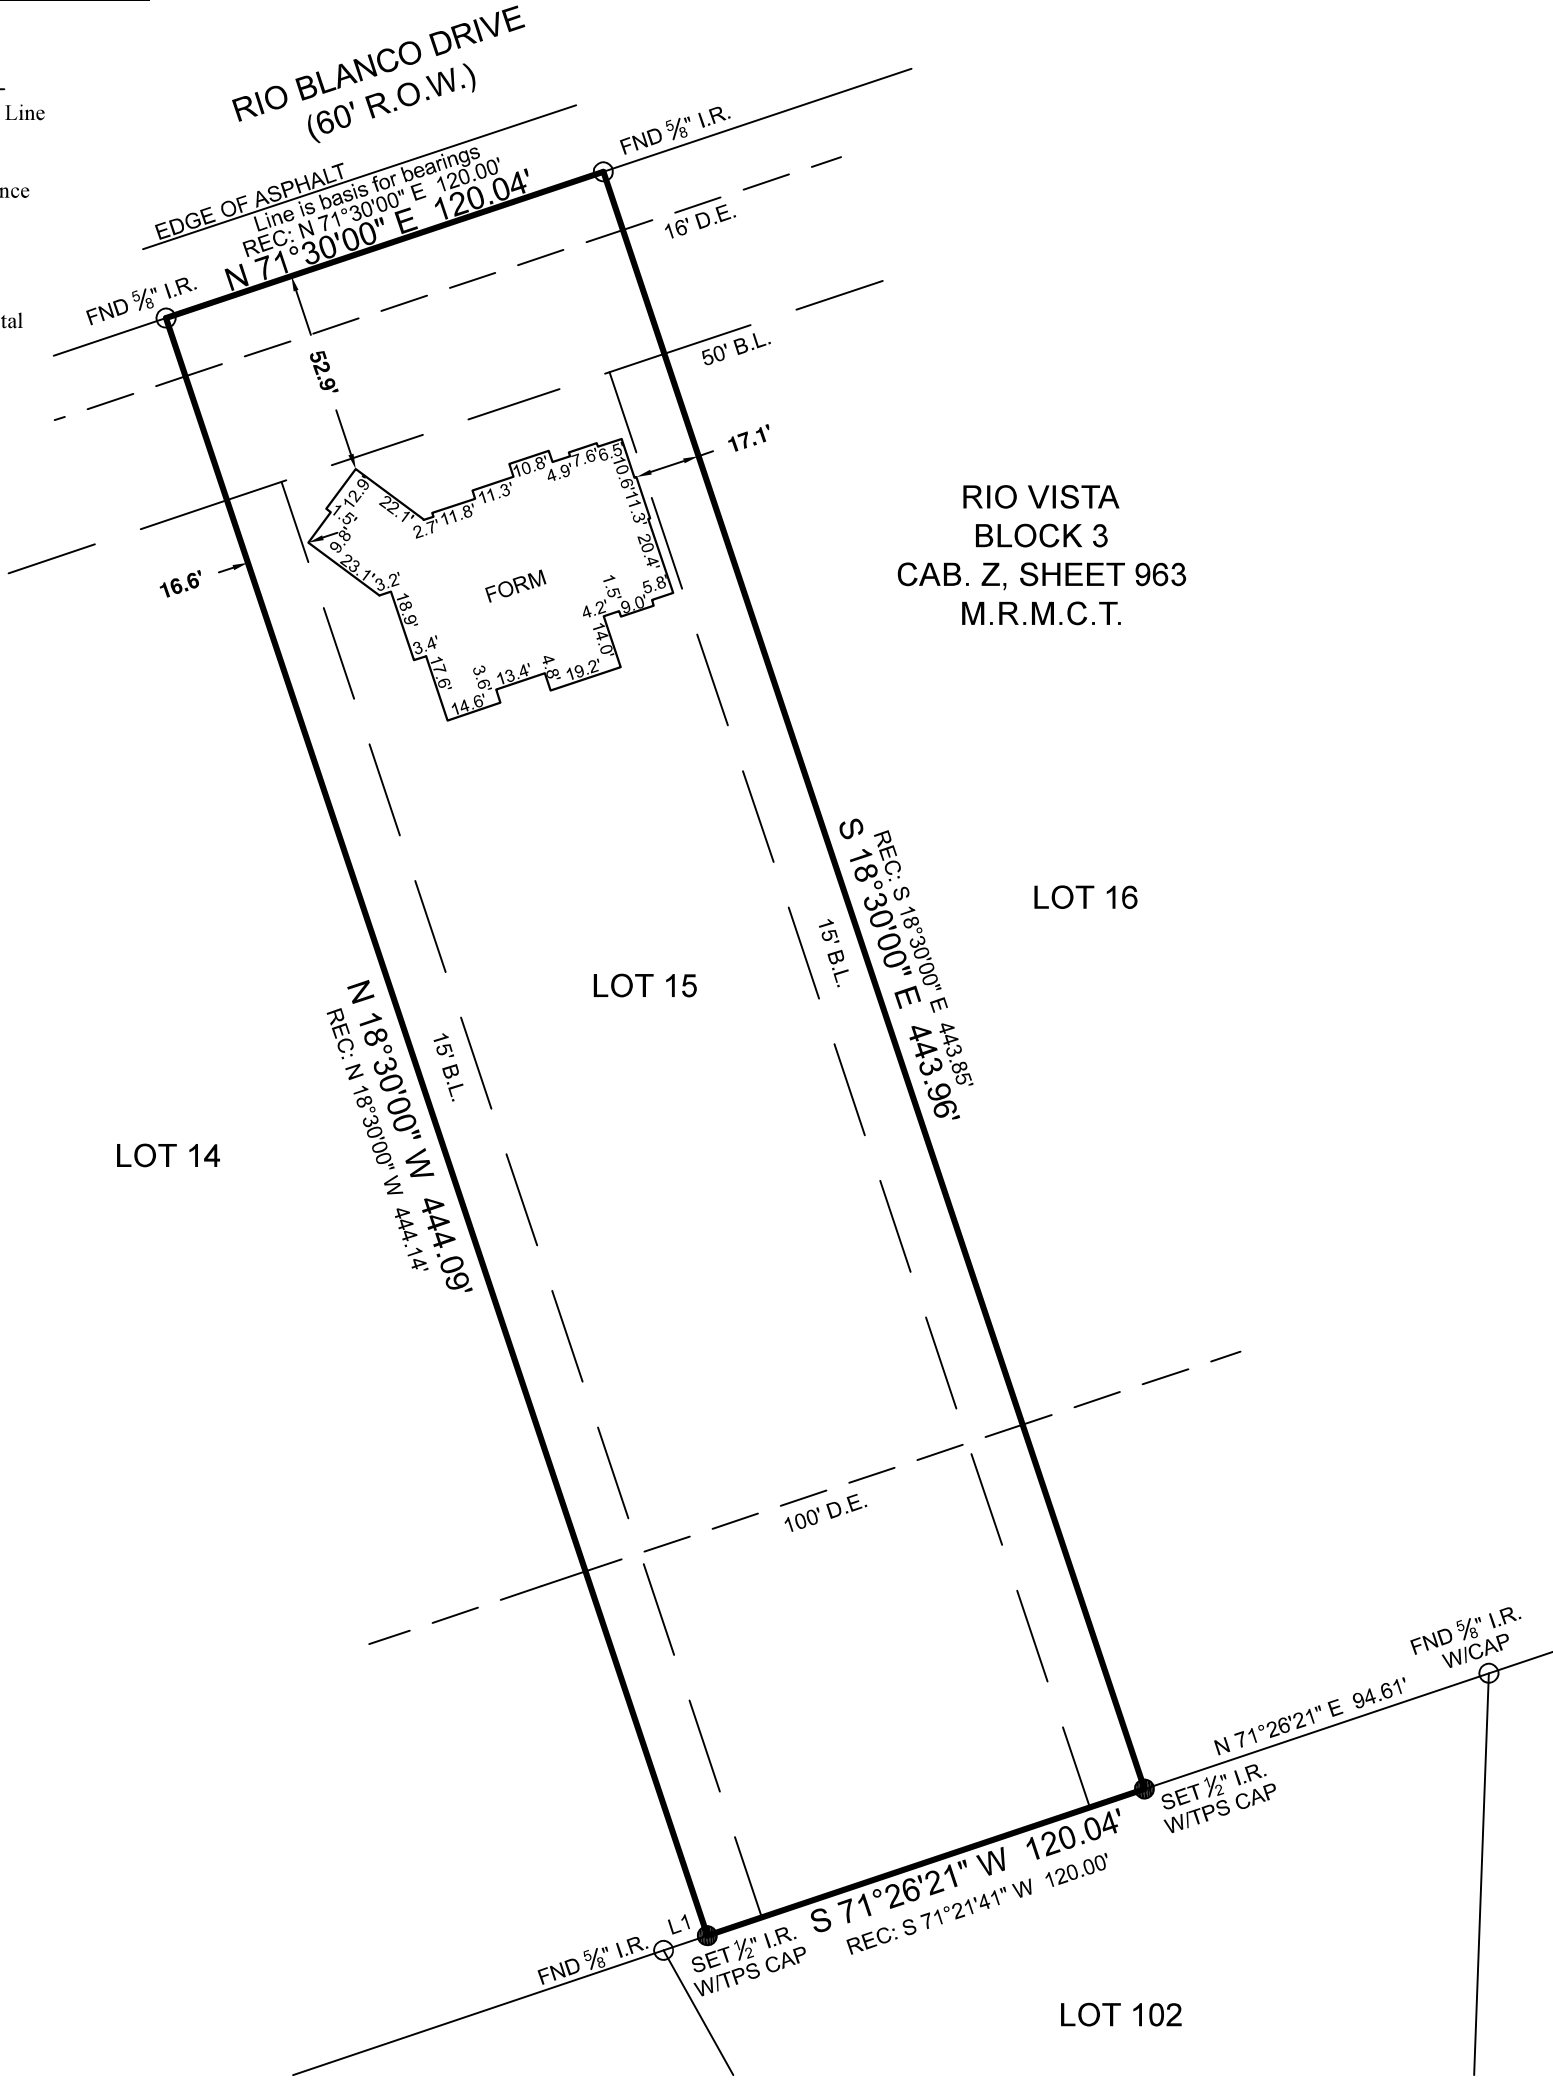 Line
nce
tal
RIO BLANCO DRIVE
(60' R.O.W.)
EDGE OF ASPHALT
Line is basis for bearings
REC: N 71°30'00" E 120.00'
N 71°30'00" E 120.04'
FND 5/8" I.R.
FND 5/8" I.R.
16' D.E.
50' B.L.
52.9'
17.1'
16.6'
12.9'
1.5'
9.8'
22.1'
2.7'
11.8'
11.3'
10.8'
4.9'
7.6'
6.5'
10.6'
11.3'
20.4'
5.8'
9.0'
1.5'
4.2'
14.0'
19.2'
4.8'
13.4'
3.6'
14.6'
17.6'
3.4'
18.9'
3.2'
23.1'
FORM
RIO VISTA
BLOCK 3
CAB. Z, SHEET 963
M.R.M.C.T.
LOT 16
LOT 15
LOT 14
S 18°30'00" E 443.96'
REC: S 18°30'00" E 443.85'
15' B.L.
15' B.L.
N 18°30'00" W 444.09'
REC: N 18°30'00" W 444.14'
100' D.E.
FND 5/8" I.R.
W/CAP
N 71°26'21" E 94.61'
SET 1/2" I.R.
W/TPS CAP
S 71°26'21" W 120.04'
REC: S 71°21'41" W 120.00'
L1
FND 5/8" I.R.
SET 1/2" I.R.
W/TPS CAP
LOT 102